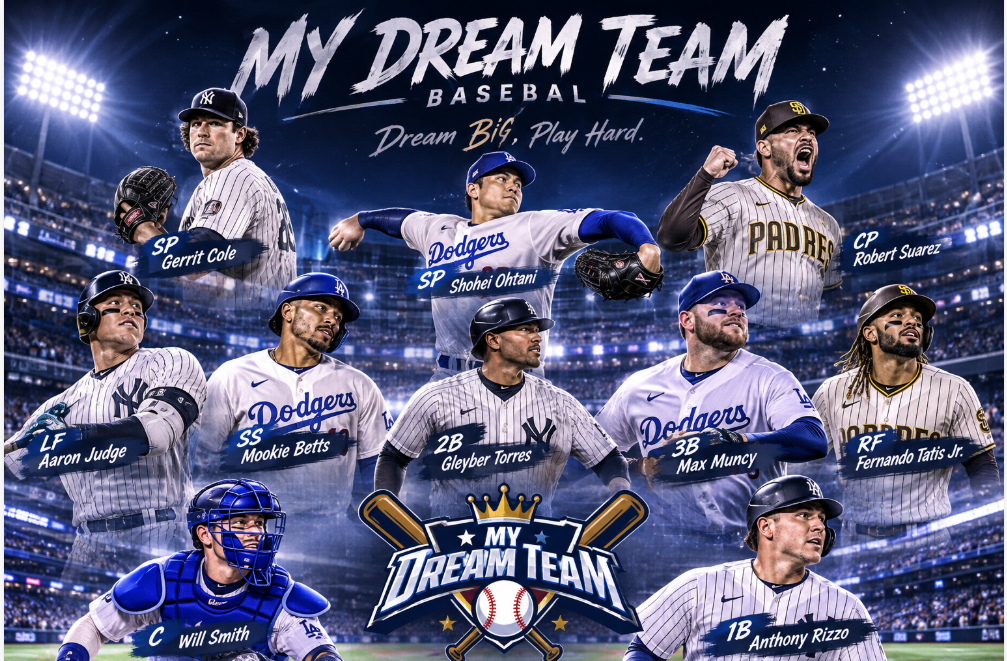 MY DREAM TEAM
BASEBAL
Dream BiG, Play Hard.
SP
Gerrit Cole
SP Shohei Ohtani
Dodgers
CP
Robert Suarez
PADRES
LF
Aaron Judge
SS
Mookie Betts
Dodgers
2B
Gleyber Torres
3B
Max Muncy
Dodgers
RF
Fernando Tatis Jr.
C Will Smith
MY
DREAM TEAM
1B Anthony Rizzo